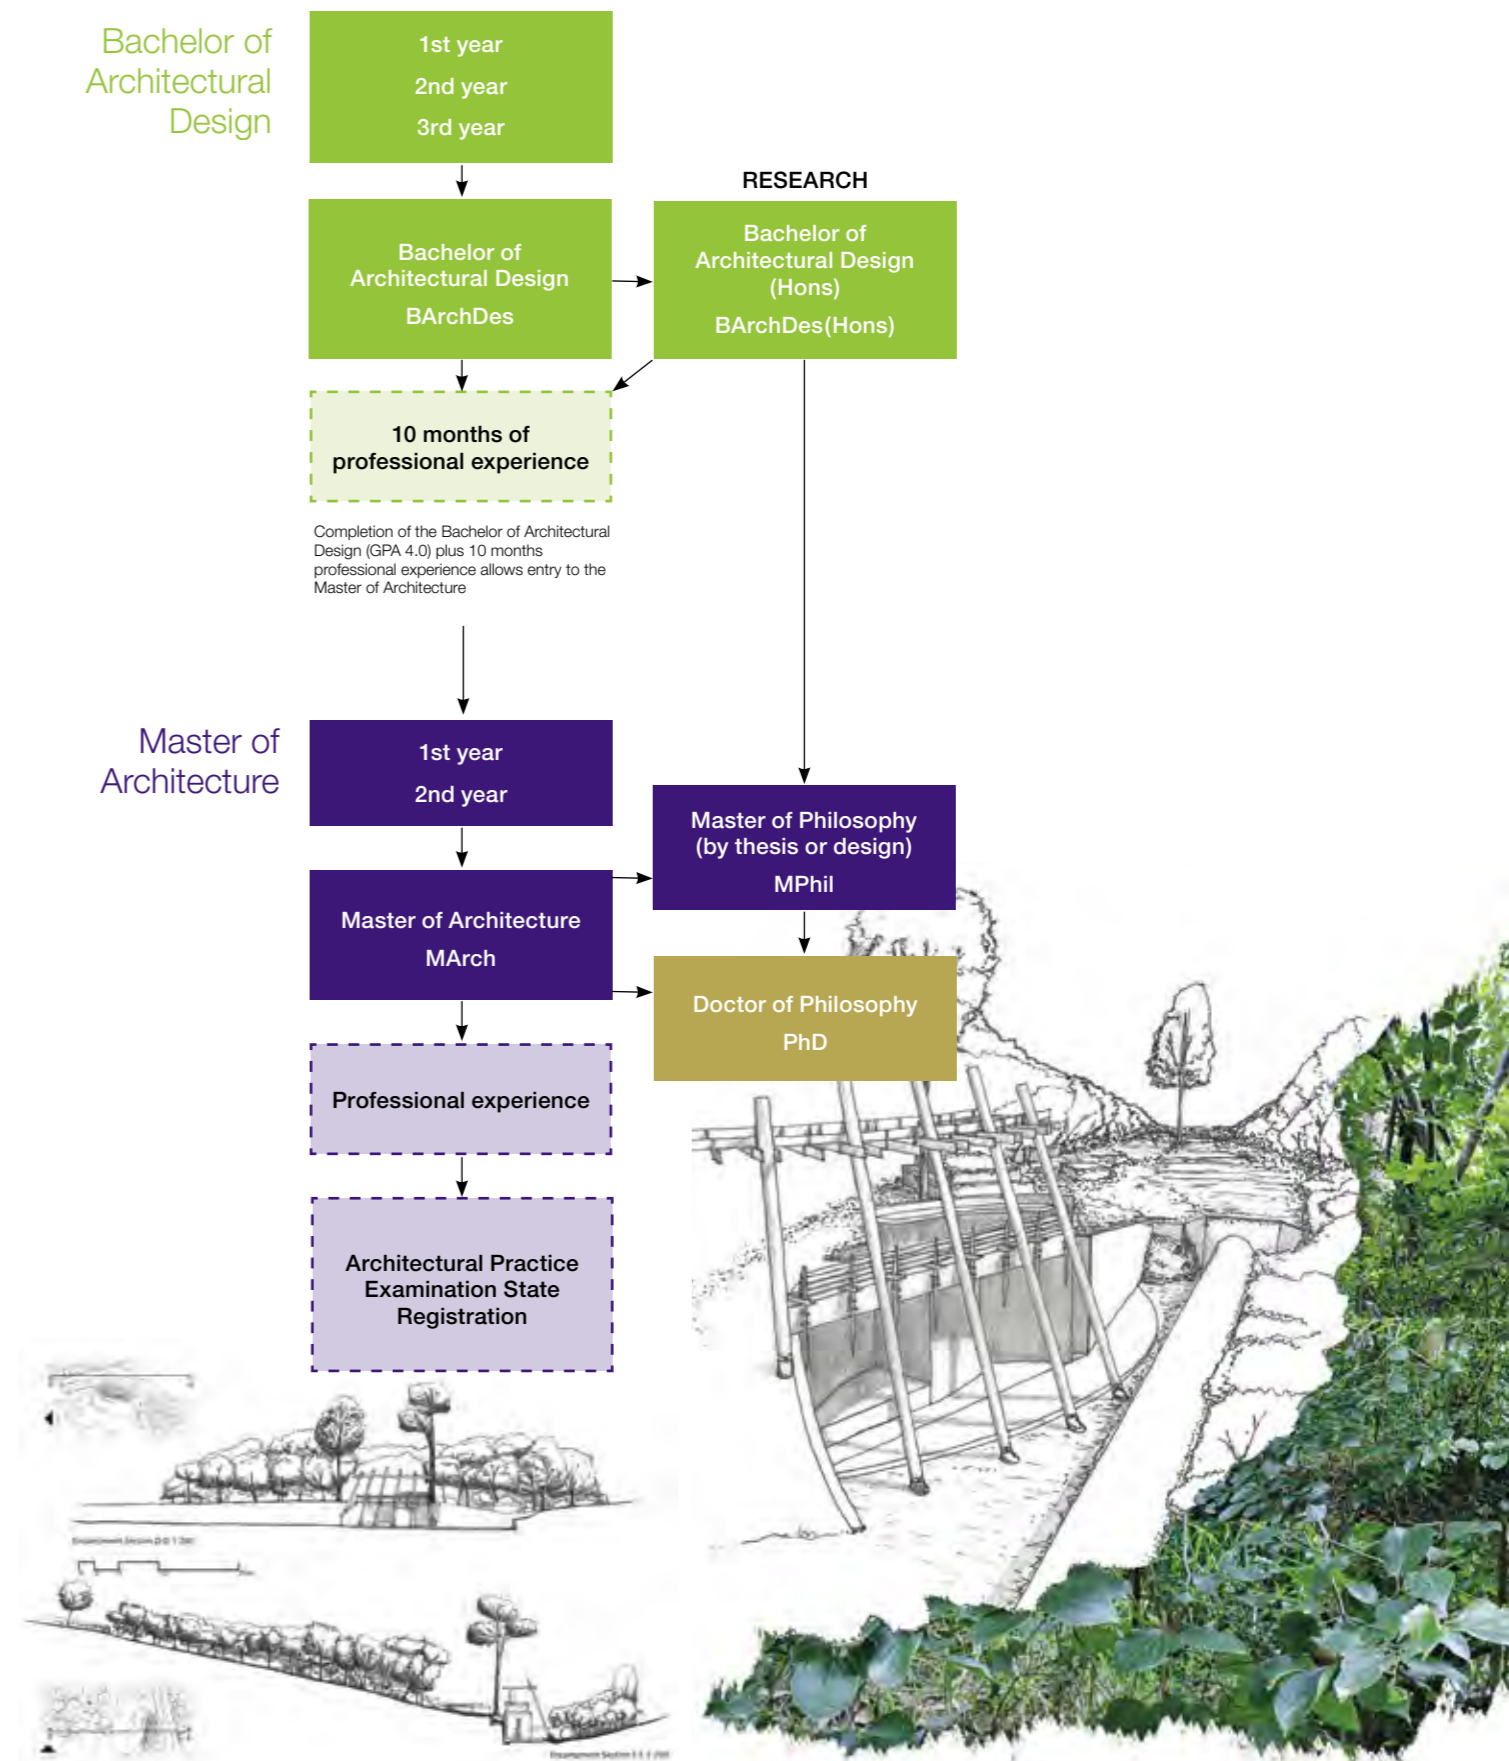 Bachelor of
Architectural
Design
1st year
2nd year
3rd year
RESEARCH
Bachelor of
Architectural Design
BArchDes
Bachelor of
Architectural Design
(Hons)
BArchDes(Hons)
10 months of
professional experience
Completion of the Bachelor of Architectural
Design (GPA 4.0) plus 10 months
professional experience allows entry to the
Master of Architecture
Master of
Architecture
1st year
2nd year
Master of Philosophy
(by thesis or design)
MPhil
Master of Architecture
MArch
Doctor of Philosophy
PhD
Professional experience
Architectural Practice
Examination State
Registration